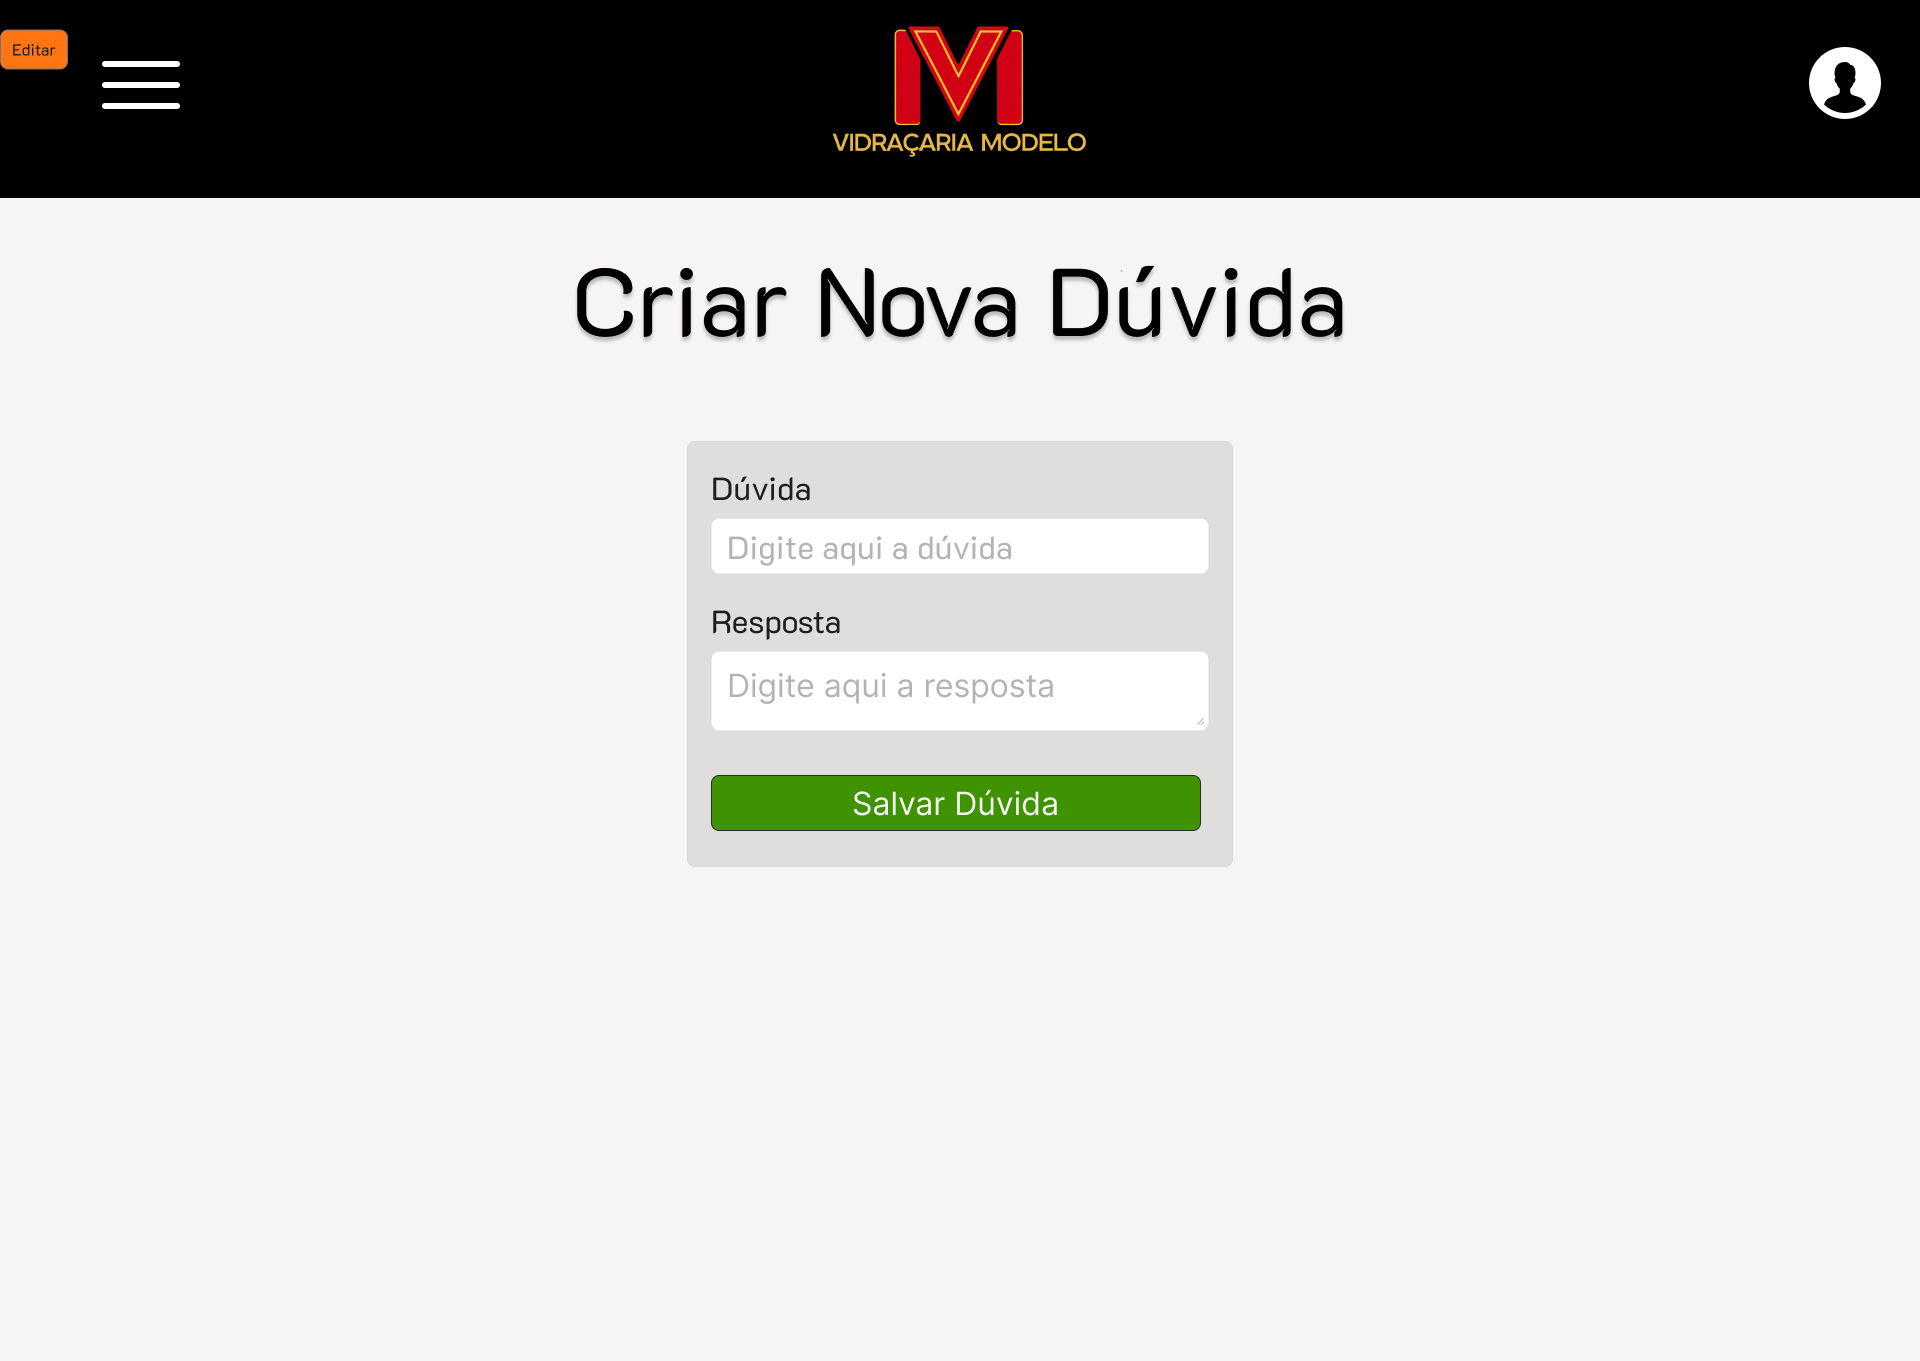 Editar
VIDRAÇARIA MODELO
Criar Nova Dúvida
Dúvida
Digite aqui a dúvida
Resposta
Digite aqui a resposta
Salvar Dúvida